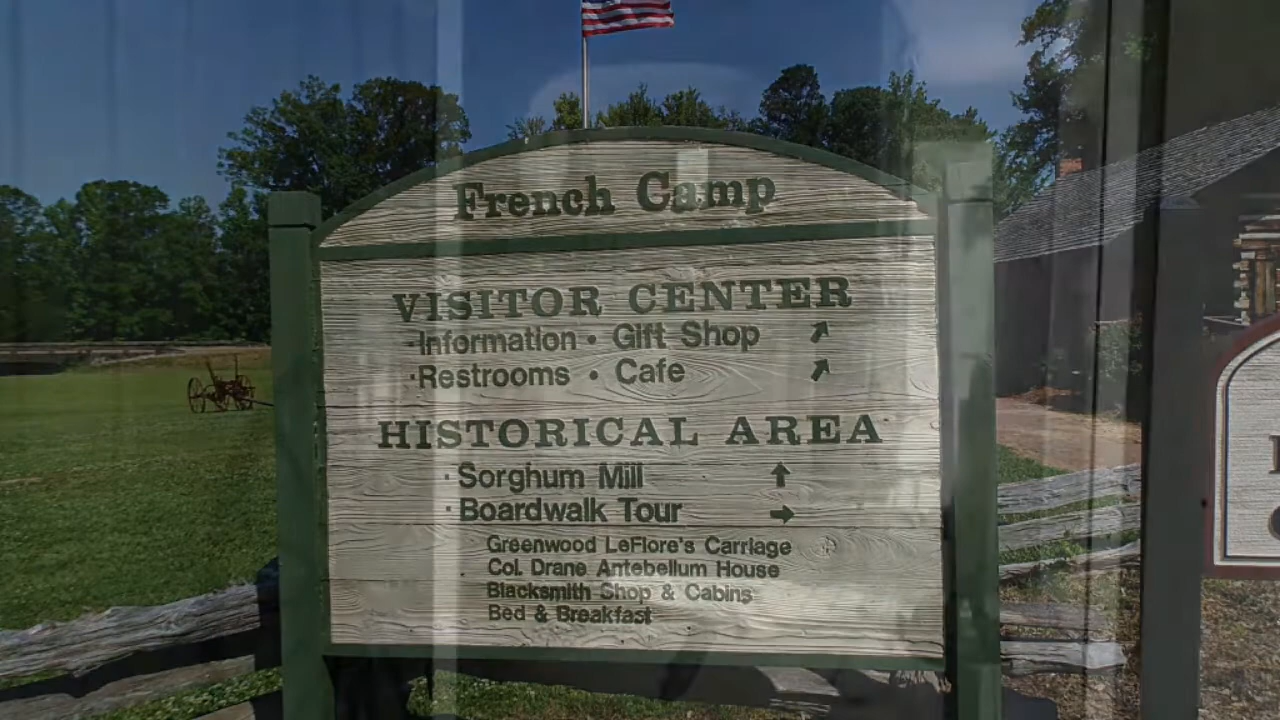 French Camp
VISITOR CENTER
·Information · Gift Shop
·Restrooms · Cafe
HISTORICAL AREA
· Sorghum Mill
· Boardwalk Tour
Greenwood LeFlore's Carriage
Col. Drane Antebellum House
Blacksmith Shop & Cabins
Bed & Breakfast